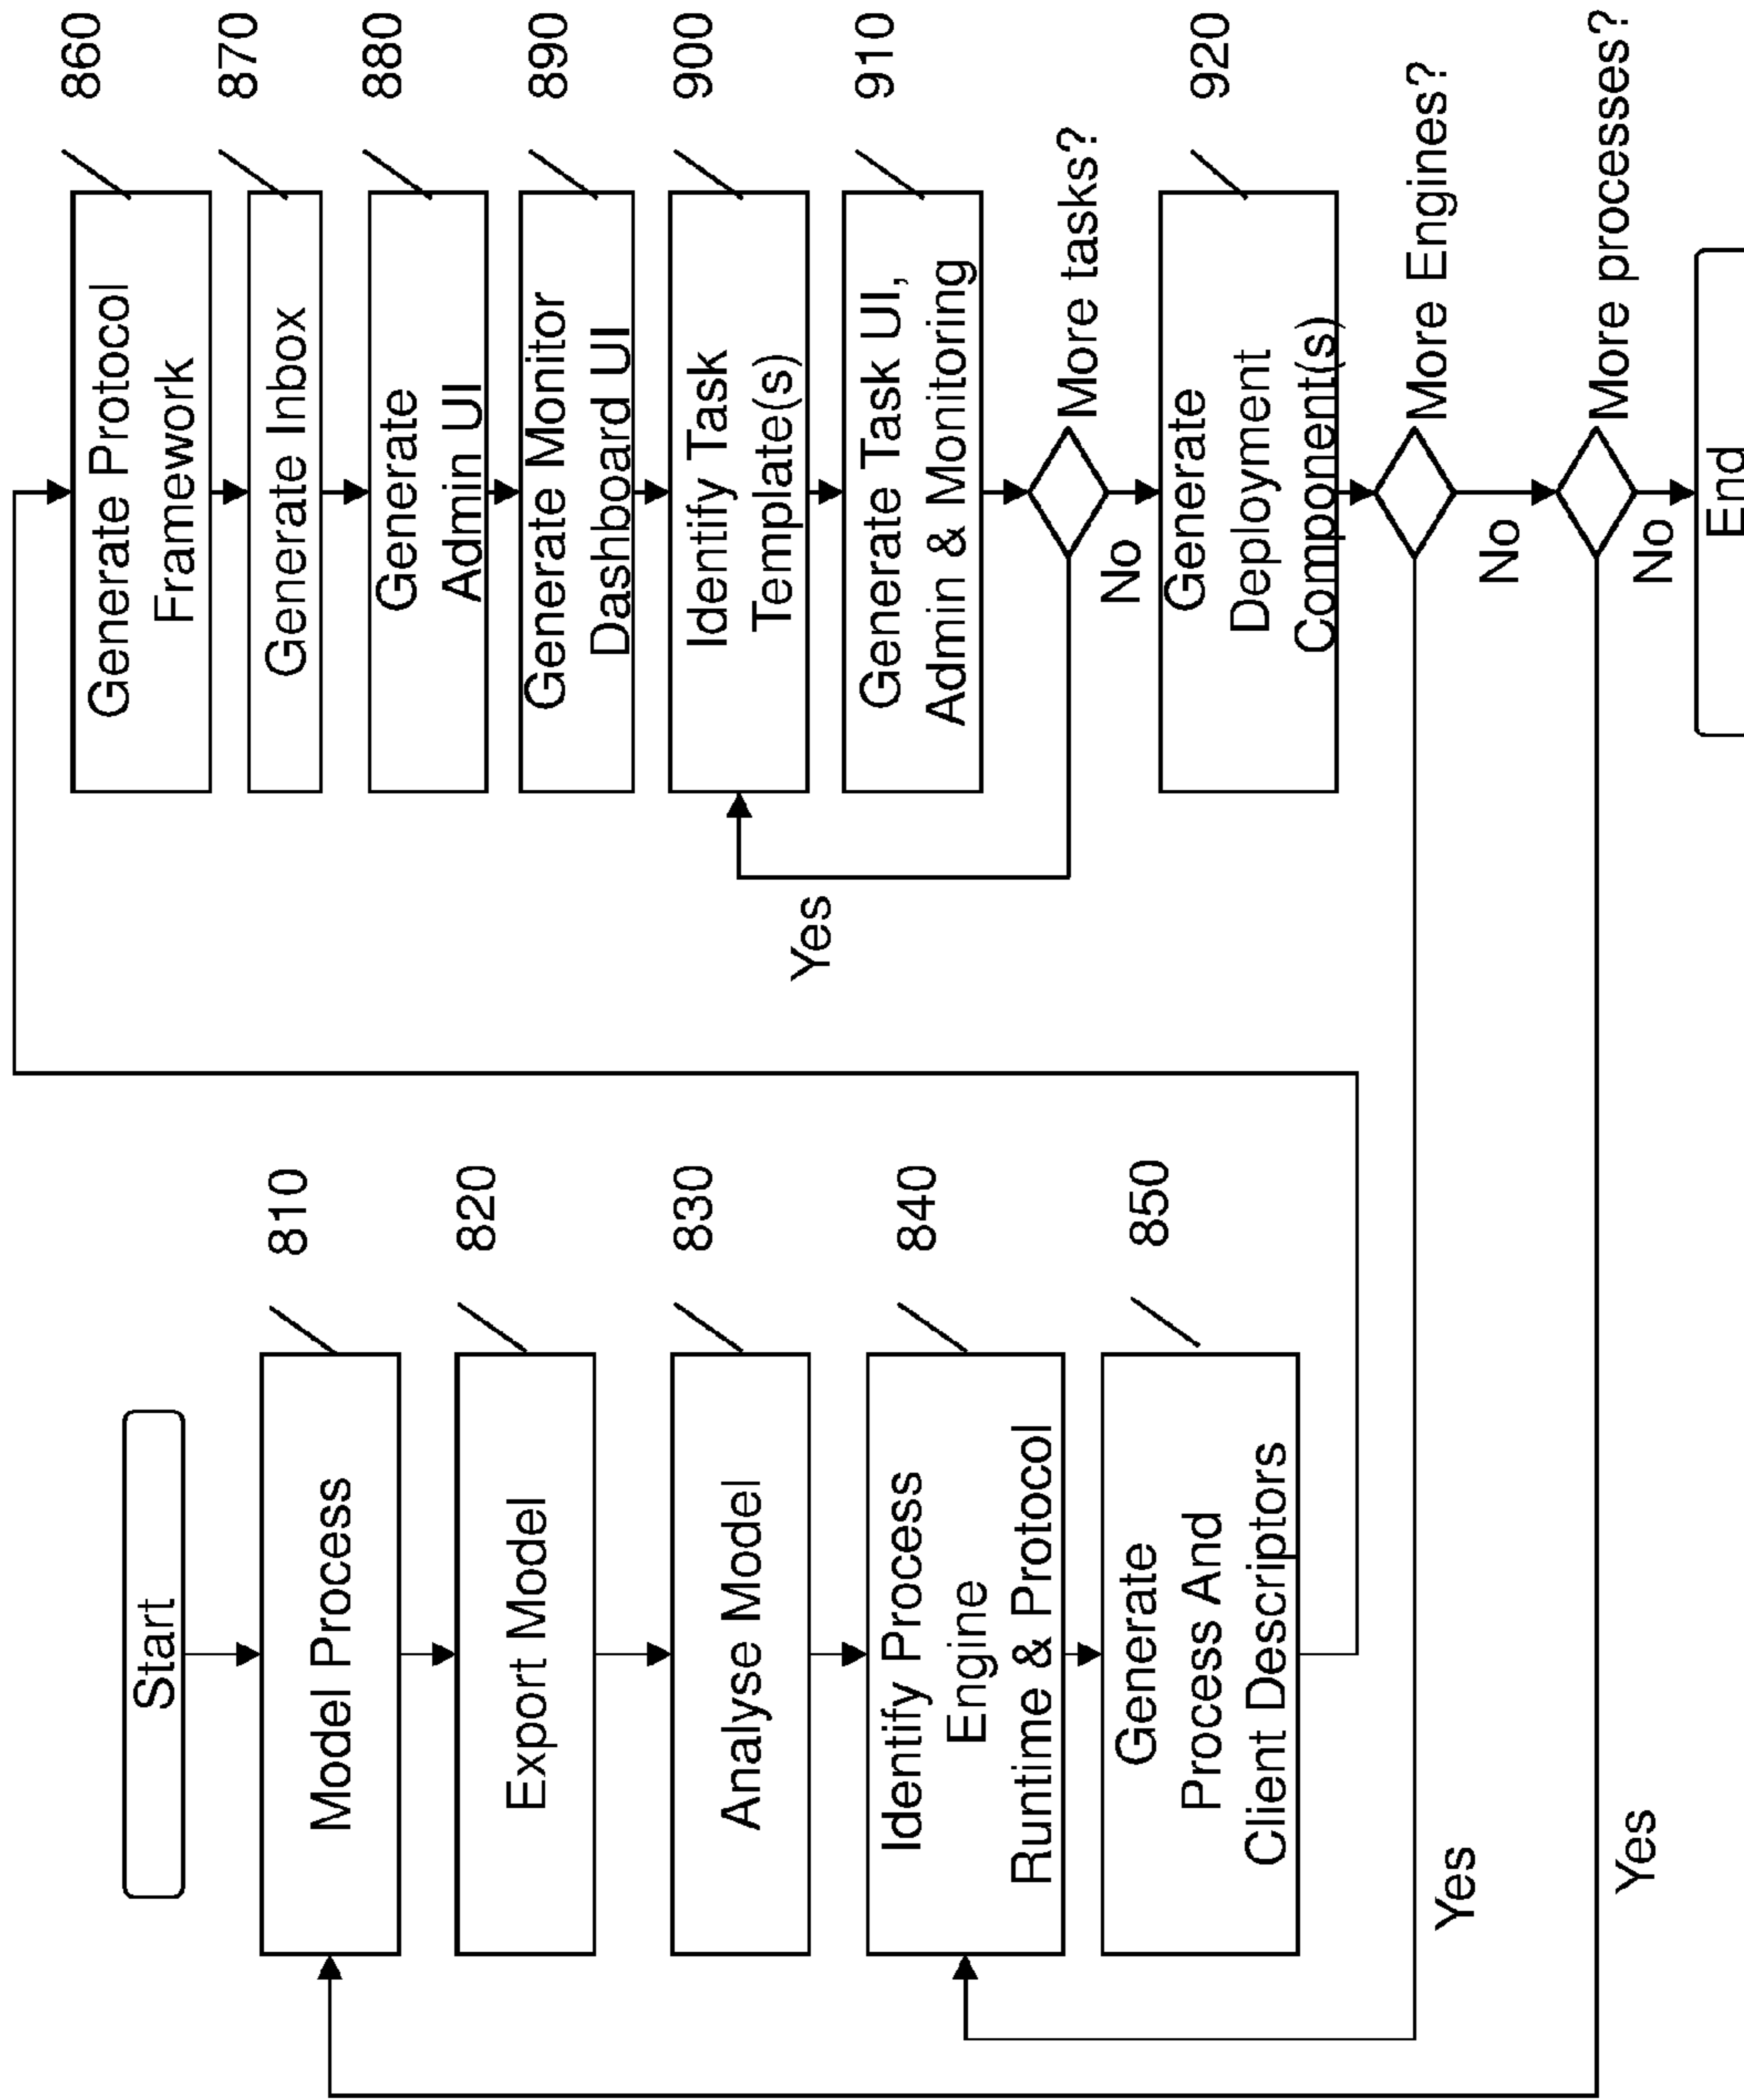 Start
Model Process
810
Export Model
820
Analyse Model
830
Identify Process
Engine
Runtime & Protocol
840
Generate
Process And
Client Descriptors
850
Generate Protocol
Framework
860
Generate Inbox
870
Generate
Admin UI
880
Generate Monitor
Dashboard UI
890
Identify Task
Template(s)
900
Generate Task UI,
Admin & Monitoring
910
More tasks?
Yes
No
Generate
Deployment
Component(s)
920
More Engines?
Yes
No
More processes?
Yes
No
End